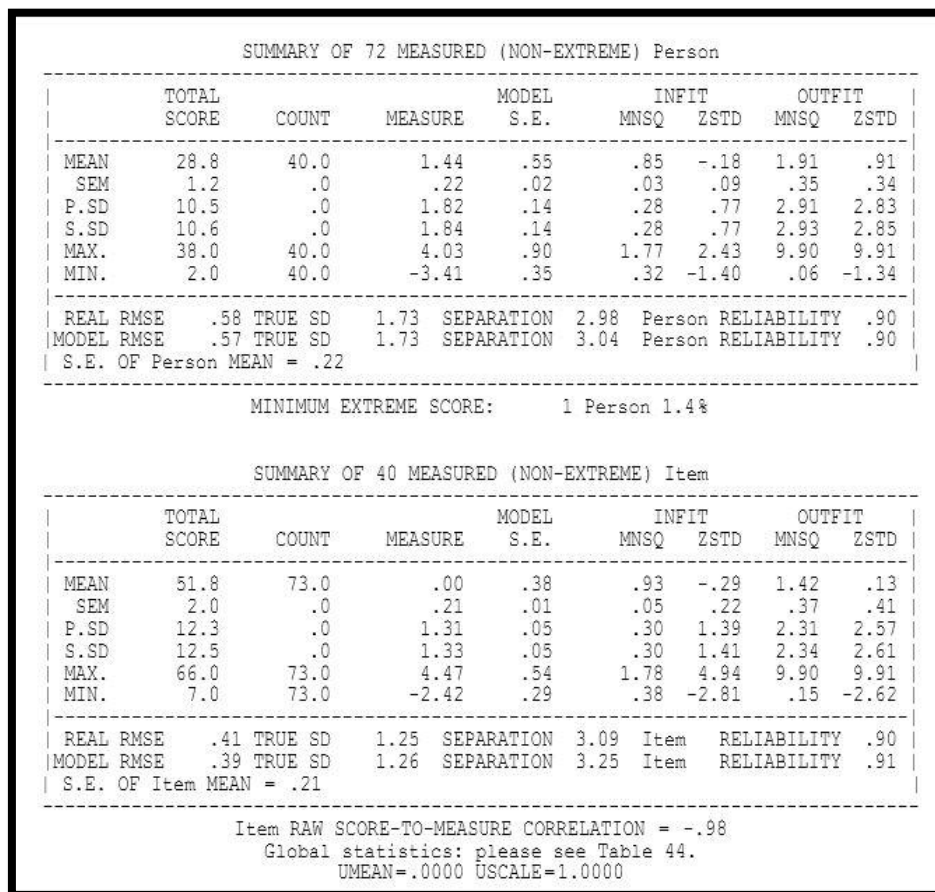 SUMMARY OF 72 MEASURED (NON-EXTREME) Person
--------------------------------------------------------------------------------
|          TOTAL                         MODEL         INFIT        OUTFIT    |
|          SCORE     COUNT     MEASURE    S.E.      MNSQ   ZSTD   MNSQ   ZSTD |
|------------------------------------------------------------------------------|
| MEAN      28.8      40.0        1.44     .55       .85   -.18   1.91    .91 |
|  SEM       1.2        .0         .22     .02       .03    .09    .35    .34 |
| P.SD      10.5        .0        1.82     .14       .28    .77   2.91   2.83 |
| S.SD      10.6        .0        1.84     .14       .28    .77   2.93   2.85 |
| MAX.      38.0      40.0        4.03     .90      1.77   2.43   9.90   9.91 |
| MIN.       2.0      40.0       -3.41     .35       .32  -1.40    .06  -1.34 |
|------------------------------------------------------------------------------|
| REAL RMSE    .58 TRUE SD    1.73  SEPARATION  2.98  Person RELIABILITY  .90 |
|MODEL RMSE    .57 TRUE SD    1.73  SEPARATION  3.04  Person RELIABILITY  .90 |
| S.E. OF Person MEAN = .22                                                   |
--------------------------------------------------------------------------------
MINIMUM EXTREME SCORE:      1 Person 1.4%
SUMMARY OF 40 MEASURED (NON-EXTREME) Item
--------------------------------------------------------------------------------
|          TOTAL                         MODEL         INFIT        OUTFIT    |
|          SCORE     COUNT     MEASURE    S.E.      MNSQ   ZSTD   MNSQ   ZSTD |
|------------------------------------------------------------------------------|
| MEAN      51.8      73.0         .00     .38       .93   -.29   1.42    .13 |
|  SEM       2.0        .0         .21     .01       .05    .22    .37    .41 |
| P.SD      12.3        .0        1.31     .05       .30   1.39   2.31   2.57 |
| S.SD      12.5        .0        1.33     .05       .30   1.41   2.34   2.61 |
| MAX.      66.0      73.0        4.47     .54      1.78   4.94   9.90   9.91 |
| MIN.       7.0      73.0       -2.42     .29       .38  -2.81    .15  -2.62 |
|------------------------------------------------------------------------------|
| REAL RMSE    .41 TRUE SD    1.25  SEPARATION  3.09  Item   RELIABILITY  .90 |
|MODEL RMSE    .39 TRUE SD    1.26  SEPARATION  3.25  Item   RELIABILITY  .91 |
| S.E. OF Item MEAN = .21                                                     |
--------------------------------------------------------------------------------
Item RAW SCORE-TO-MEASURE CORRELATION = -.98
Global statistics: please see Table 44.
UMEAN=.0000 USCALE=1.0000